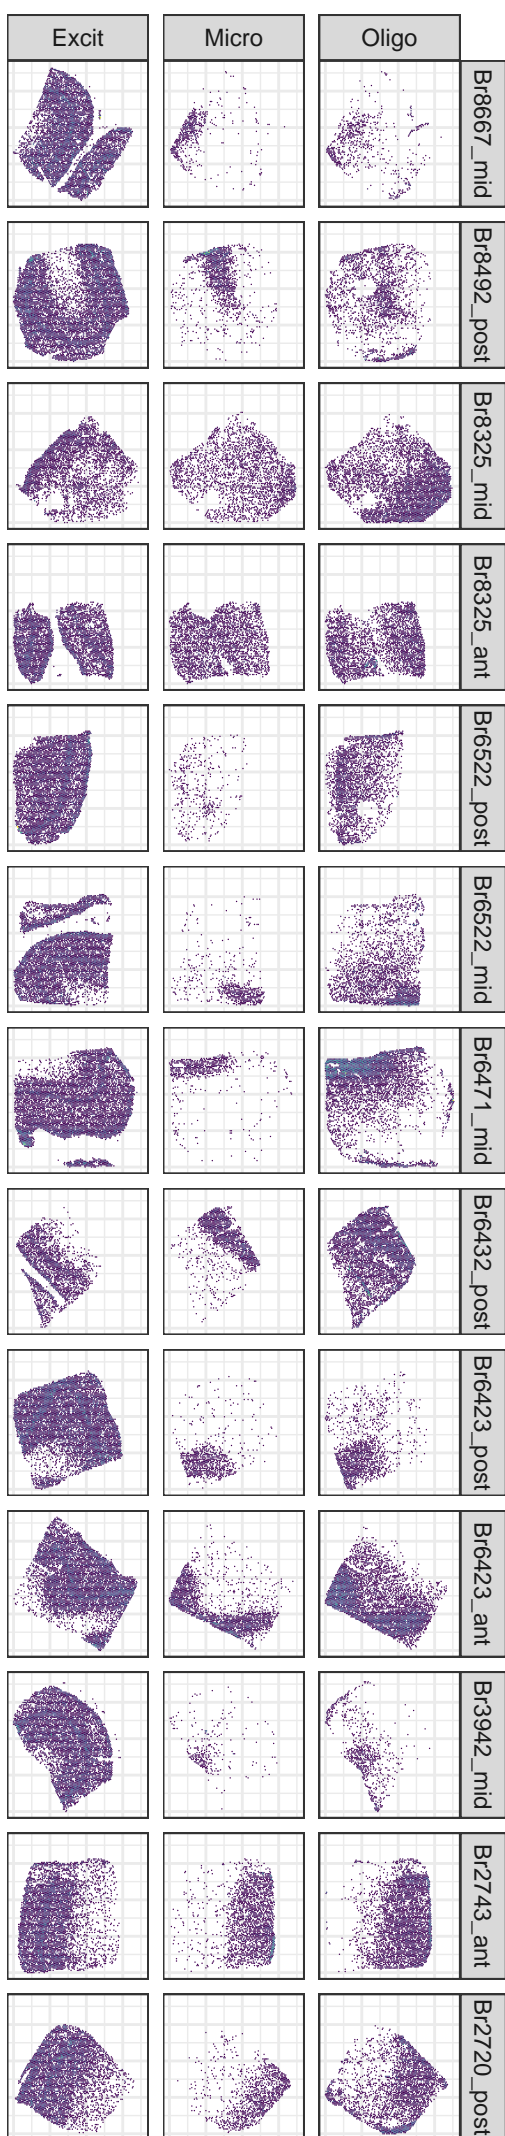 Excit
Micro
Oligo
Br8667_mid
Br8492_post
Br8325_mid
Br8325_ant
Br6522_post
Br6522_mid
Br6471_mid
Br6432_post
Br6423_post
Br6423_ant
Br3942_mid
Br2743_ant
Br2720_post